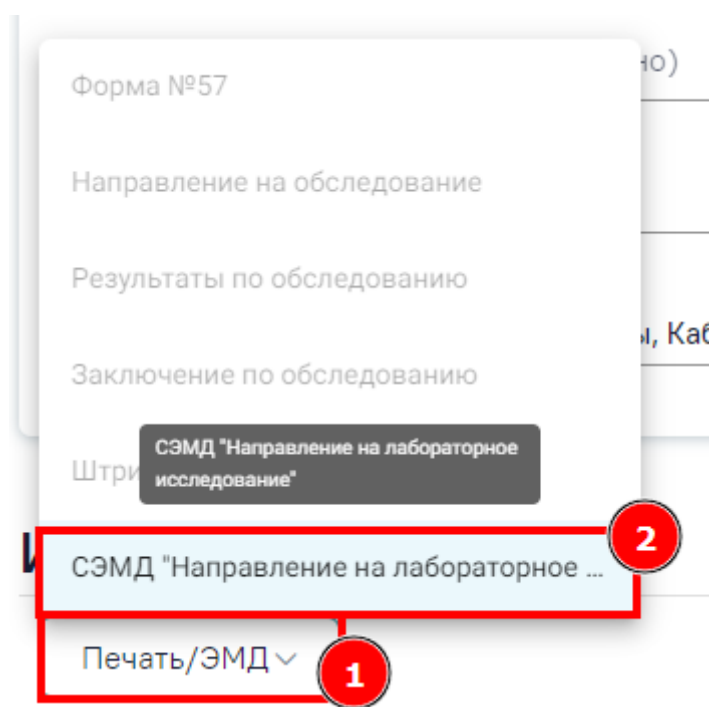 но)
Форма №57
Направление на обследование
Результаты по обследованию
ы, Каб
Заключение по обследованию
СЭМД "Направление на лабораторное
исследование"
Штри
2
СЭМД "Направление на лабораторное ...
Печать/ЭМД
1